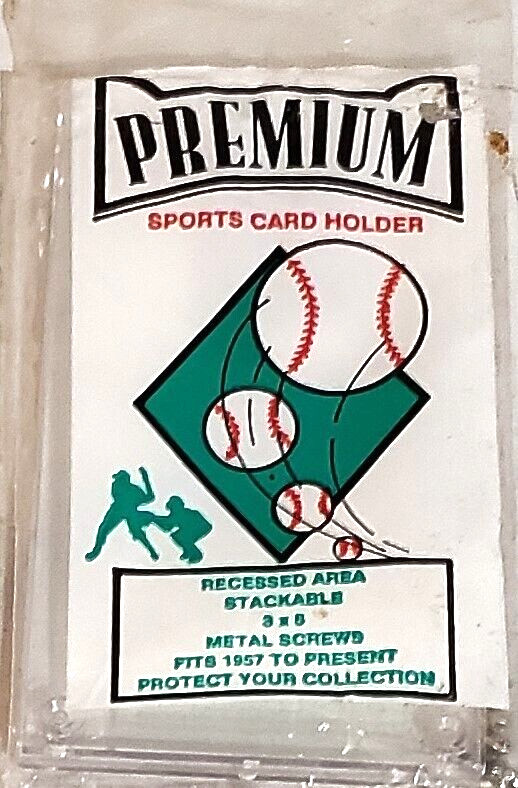 PREMIUM
SPORTS CARD HOLDER
RECESSED AREA
STACKABLE
3 x 5
METAL SCREWS
FITS 1957 TO PRESENT
PROTECT YOUR COLLECTION